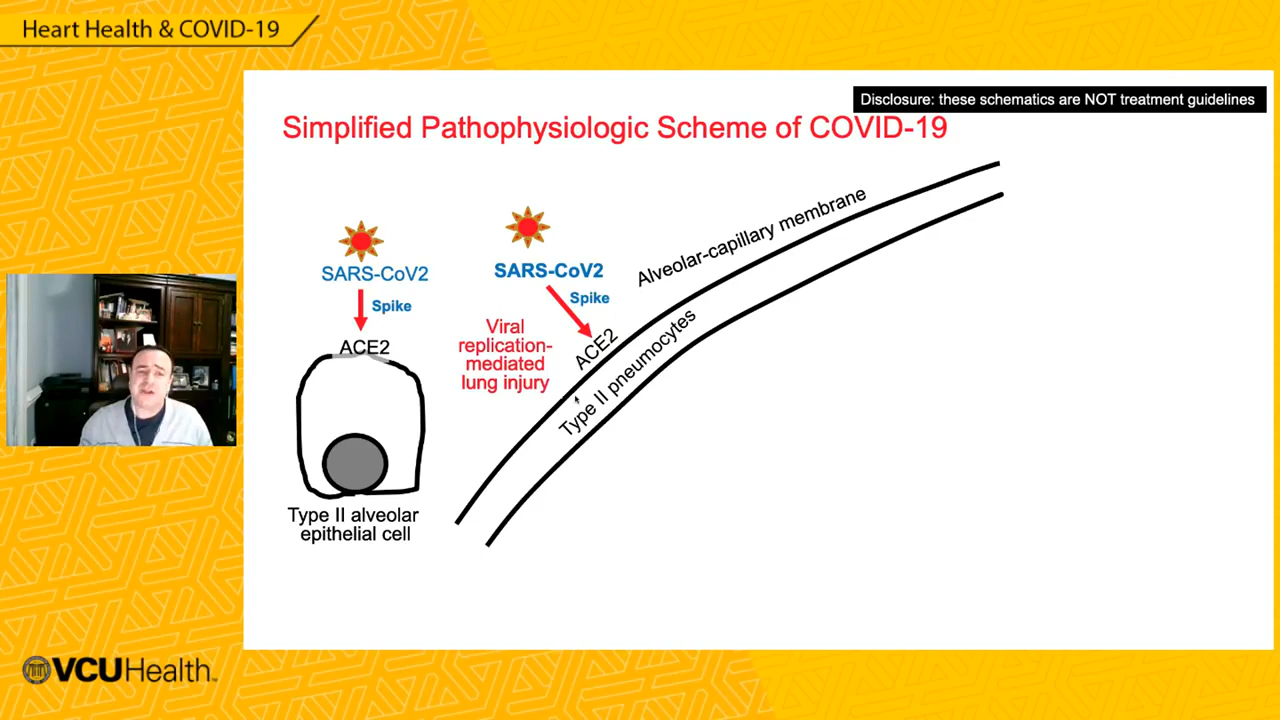 Heart Health & COVID-19
Disclosure: these schematics are NOT treatment guidelines
Simplified Pathophysiologic Scheme of COVID-19
SARS-CoV2
Spike
ACE2
Type II alveolar
epithelial cell
SARS-CoV2
Spike
Viral
replication-
mediated
lung injury
ACE2
Alveolar-capillary membrane
Type II pneumocytes
VCUHealth™